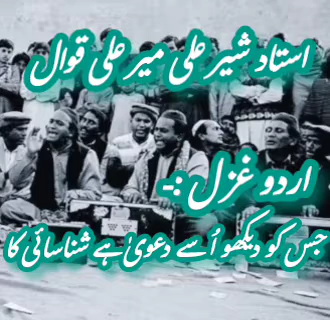 استاد شیر علی میر علی قوال
اردو غزل :۔
جس کو دیکھو اُسے دعویٰ ہے شناسائی کا